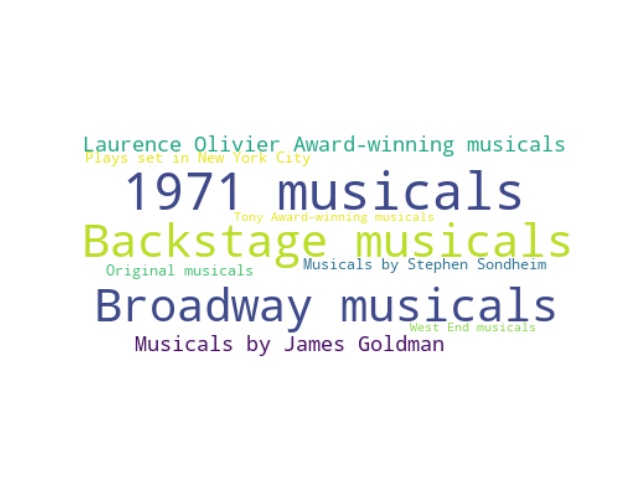 Laurence Olivier Award-winning musicals
Plays set in New York City
1971 musicals
Tony Award-winning musicals
Backstage musicals
Musicals by Stephen Sondheim
Original musicals
Broadway musicals
West End musicals
Musicals by James Goldman